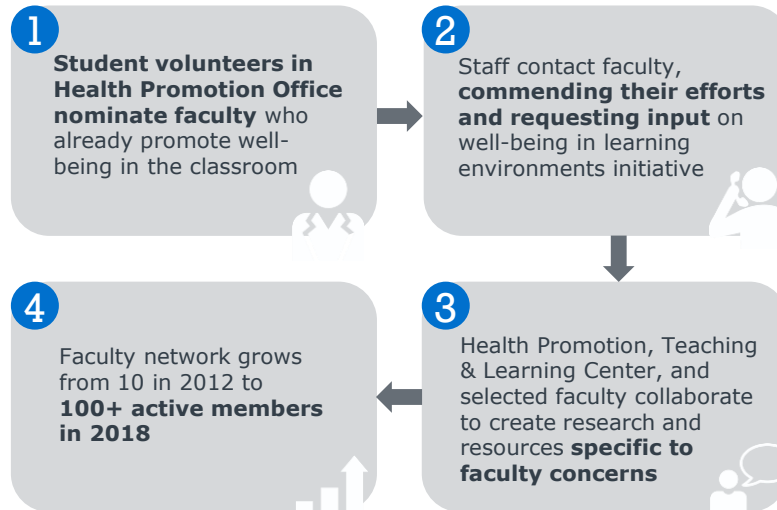 1
Student volunteers in
Health Promotion Office
nominate faculty who
already promote well-
being in the classroom
2
Staff contact faculty,
commending their efforts
and requesting input on
well-being in learning
environments initiative
3
Health Promotion, Teaching
& Learning Center, and
selected faculty collaborate
to create research and
resources specific to
faculty concerns
4
Faculty network grows
from 10 in 2012 to
100+ active members
in 2018